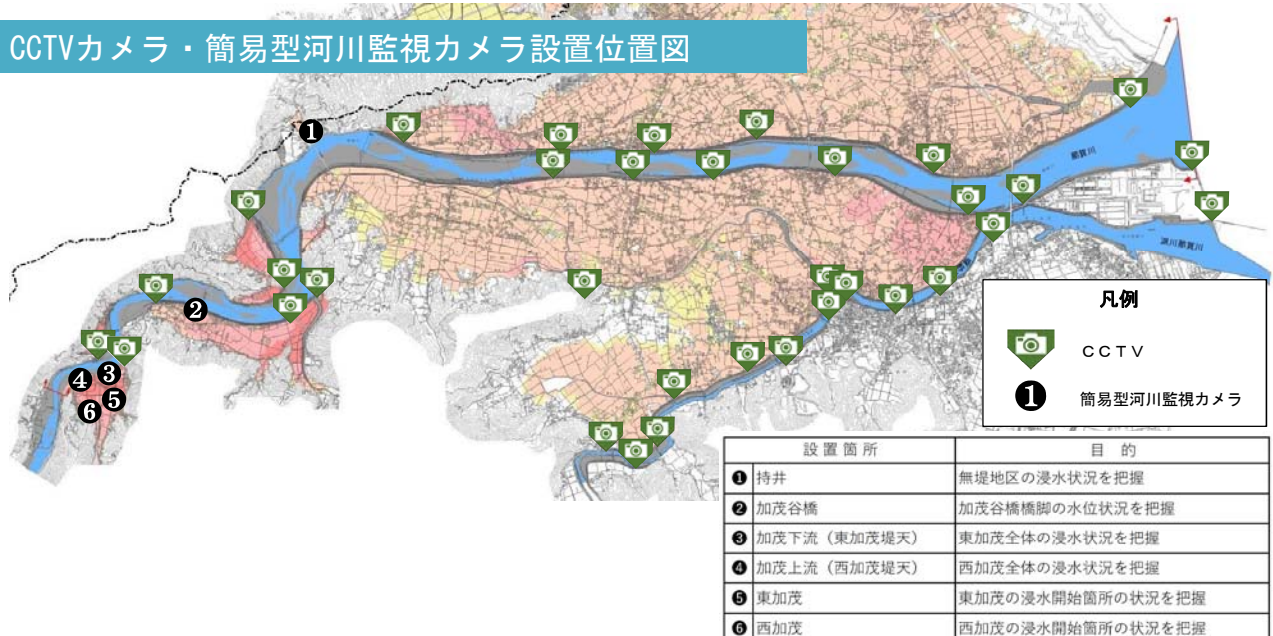 CCTVカメラ・簡易型河川監視カメラ設置位置図
❶
那賀川
派川那賀川
❷
❹ ❸
❻ ❺
凡例
CCTV
❶ 簡易型河川監視カメラ
設置箇所 目的
❶ 持井 無堤地区の浸水状況を把握
❷ 加茂谷橋 加茂谷橋橋脚の水位状況を把握
❸ 加茂下流（東加茂堤天） 東加茂全体の浸水状況を把握
❹ 加茂上流（西加茂堤天） 西加茂全体の浸水状況を把握
❺ 東加茂 東加茂の浸水開始箇所の状況を把握
❻ 西加茂 西加茂の浸水開始箇所の状況を把握